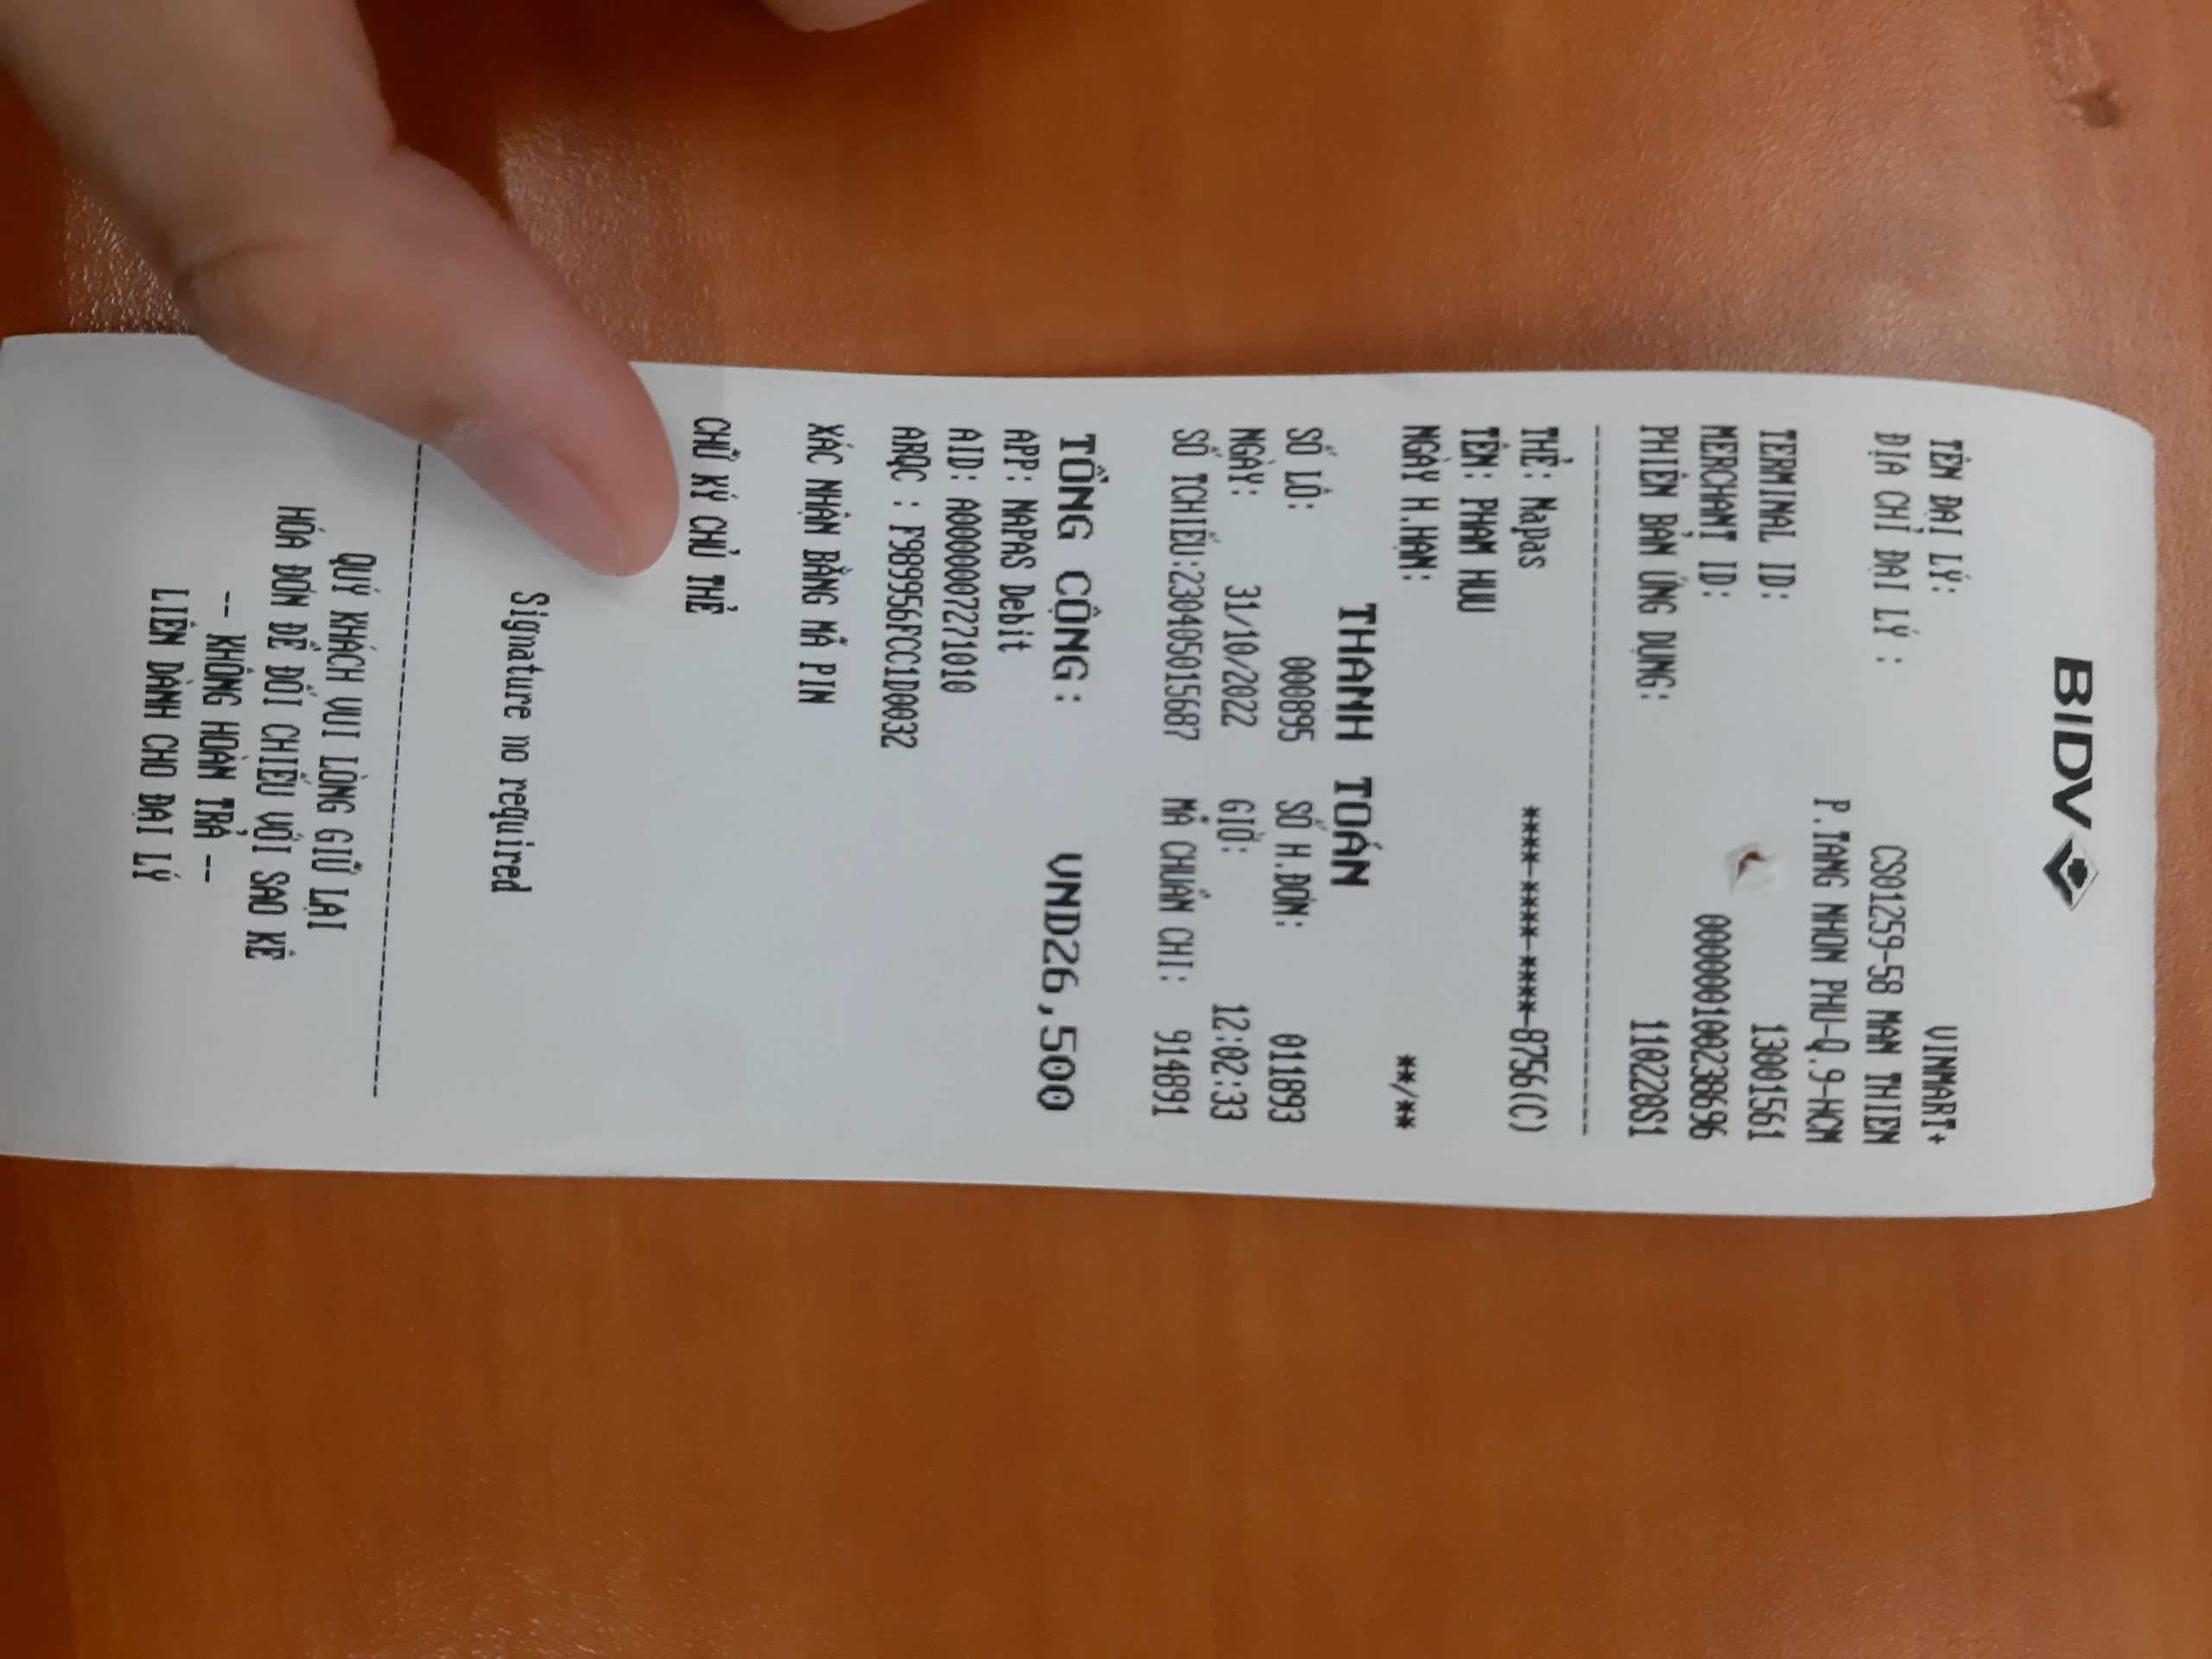 BIDV
TÊN ĐẠI LÝ: VINMART+
ĐỊA CHỈ ĐẠI LÝ : CS01259-58 MAN THIEN
P.TANG NHON PHU-Q.9-HCM
TERMINAL ID: 13001561
MERCHANT ID: 000000100238696
PHIÊN BẢN ỨNG DỤNG: 110220S1
THẺ: Napas ****-****-****-8756(C)
TÊN: PHAM HUU
NGÀY H.HẠN: **/**
THANH TOÁN
SỐ LÔ: 000895 SỐ H.ĐƠN: 011893
NGÀY: 31/10/2022 GIỜ: 12:02:33
SỐ TCHIẾU:230405015687 MÃ CHUẨN CHI: 914891
TỔNG CỘNG: VND26,500
APP: NAPAS Debit
AID: A0000007271010
ARQC : F989956FCC1D0032
XÁC NHẬN BẰNG MÃ PIN
CHỮ KÝ CHỦ THẺ
Signature no required
QUÝ KHÁCH VUI LÒNG GIỮ LẠI
HÓA ĐƠN ĐỂ ĐỐI CHIẾU VỚI SAO KÊ
-- KHÔNG HOÀN TRẢ --
LIÊN DÀNH CHO ĐẠI LÝ